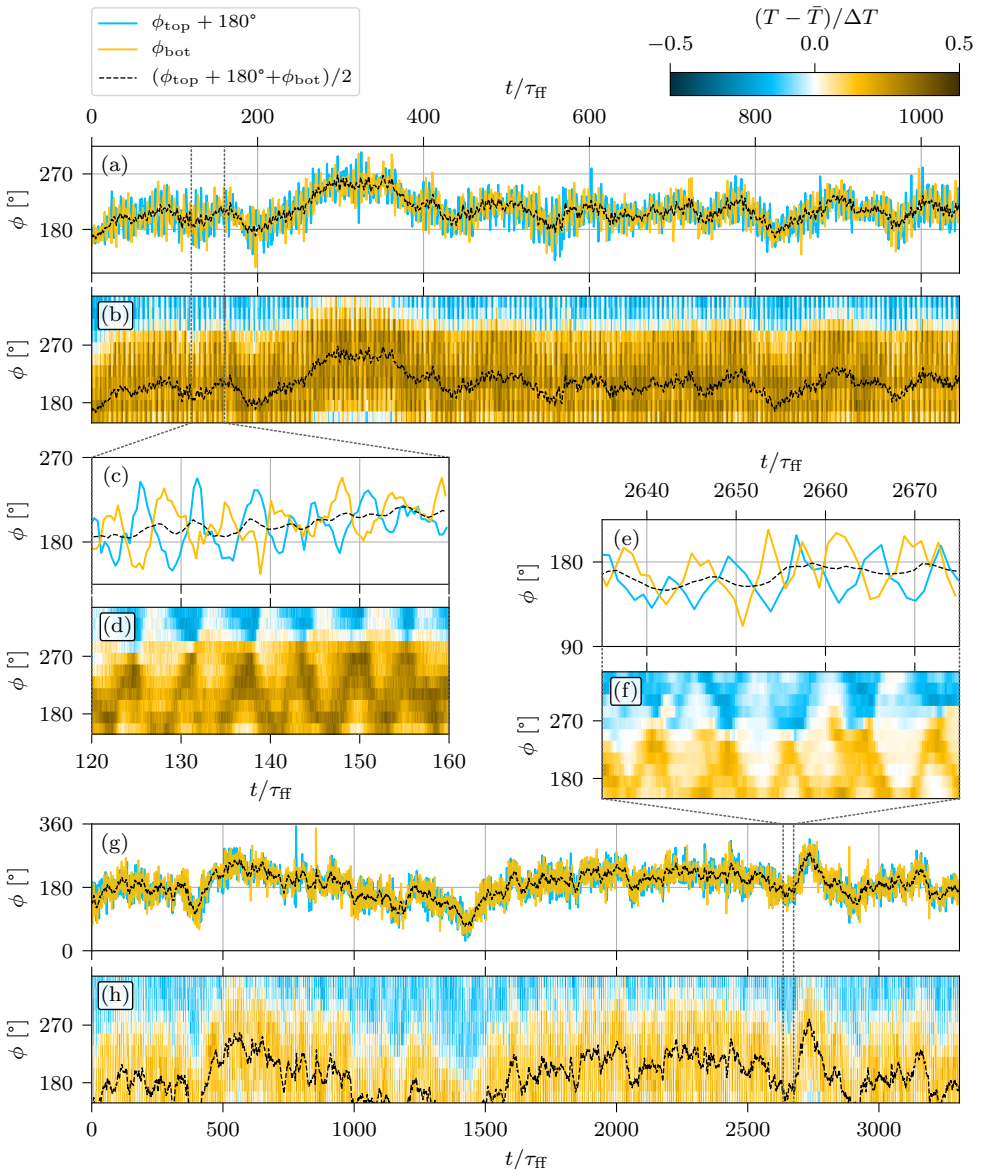 ϕtop + 180°
ϕbot
(ϕtop + 180°+ϕbot)/2
(T − T̄)/ΔT
−0.5 0.0 0.5
t/τff
0 200 400 600 800 1000
(a)
270
180
ϕ [°]
(b)
270
180
ϕ [°]
(c)
270
180
ϕ [°]
(d)
270
180
ϕ [°]
120 130 140 150 160
t/τff
t/τff
2640 2650 2660 2670
(e)
180
90
ϕ [°]
(f)
270
180
ϕ [°]
(g)
360
180
0
ϕ [°]
(h)
270
180
ϕ [°]
0 500 1000 1500 2000 2500 3000
t/τff